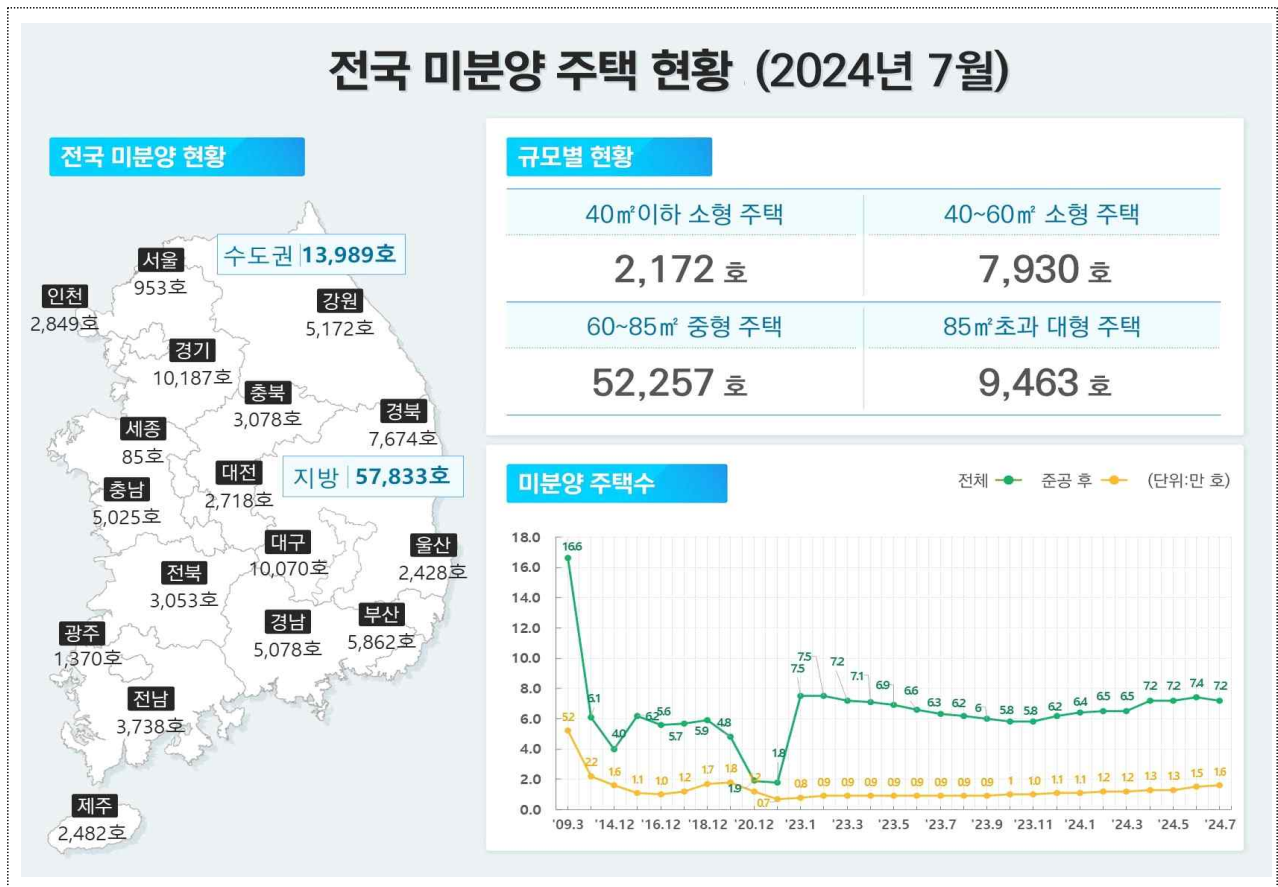 전국 미분양 주택 현황 (2024년 7월)
전국 미분양 현황
수도권 13,989호
서울
953호
인천
2,849호
강원
5,172호
경기
10,187호
충북
3,078호
경북
7,674호
세종
85호
대전
2,718호
지방 57,833호
충남
5,025호
대구
10,070호
울산
2,428호
전북
3,053호
경남
5,078호
부산
5,862호
광주
1,370호
전남
3,738호
제주
2,482호
규모별 현황
40㎡이하 소형 주택 40~60㎡ 소형 주택
2,172 호 7,930 호
60~85㎡ 중형 주택 85㎡초과 대형 주택
52,257 호 9,463 호
미분양 주택수
전체 준공 후 (단위:만 호)
18.0
16.0
14.0
12.0
10.0
8.0
6.0
4.0
2.0
0.0
16.6 6.1 4.0 6.2 5.6 5.7 5.9 4.8 1.9 1.8 7.5 7.5 7.2 7.1 6.9 6.6 6.3 6.2 6 5.8 5.8 6.2 6.4 6.5 6.5 7.2 7.2 7.4 7.2
5.2 2.2 1.6 1.1 1.0 1.2 1.7 1.8 1.2 0.7 0.8 0.9 0.9 0.9 0.9 0.9 0.9 0.9 0.9 1 1.0 1.1 1.1 1.2 1.2 1.3 1.3 1.5 1.6
'09.3 '14.12 '16.12 '18.12 '20.12 '23.1 '23.3 '23.5 '23.7 '23.9 '23.11 '24.1 '24.3 '24.5 '24.7